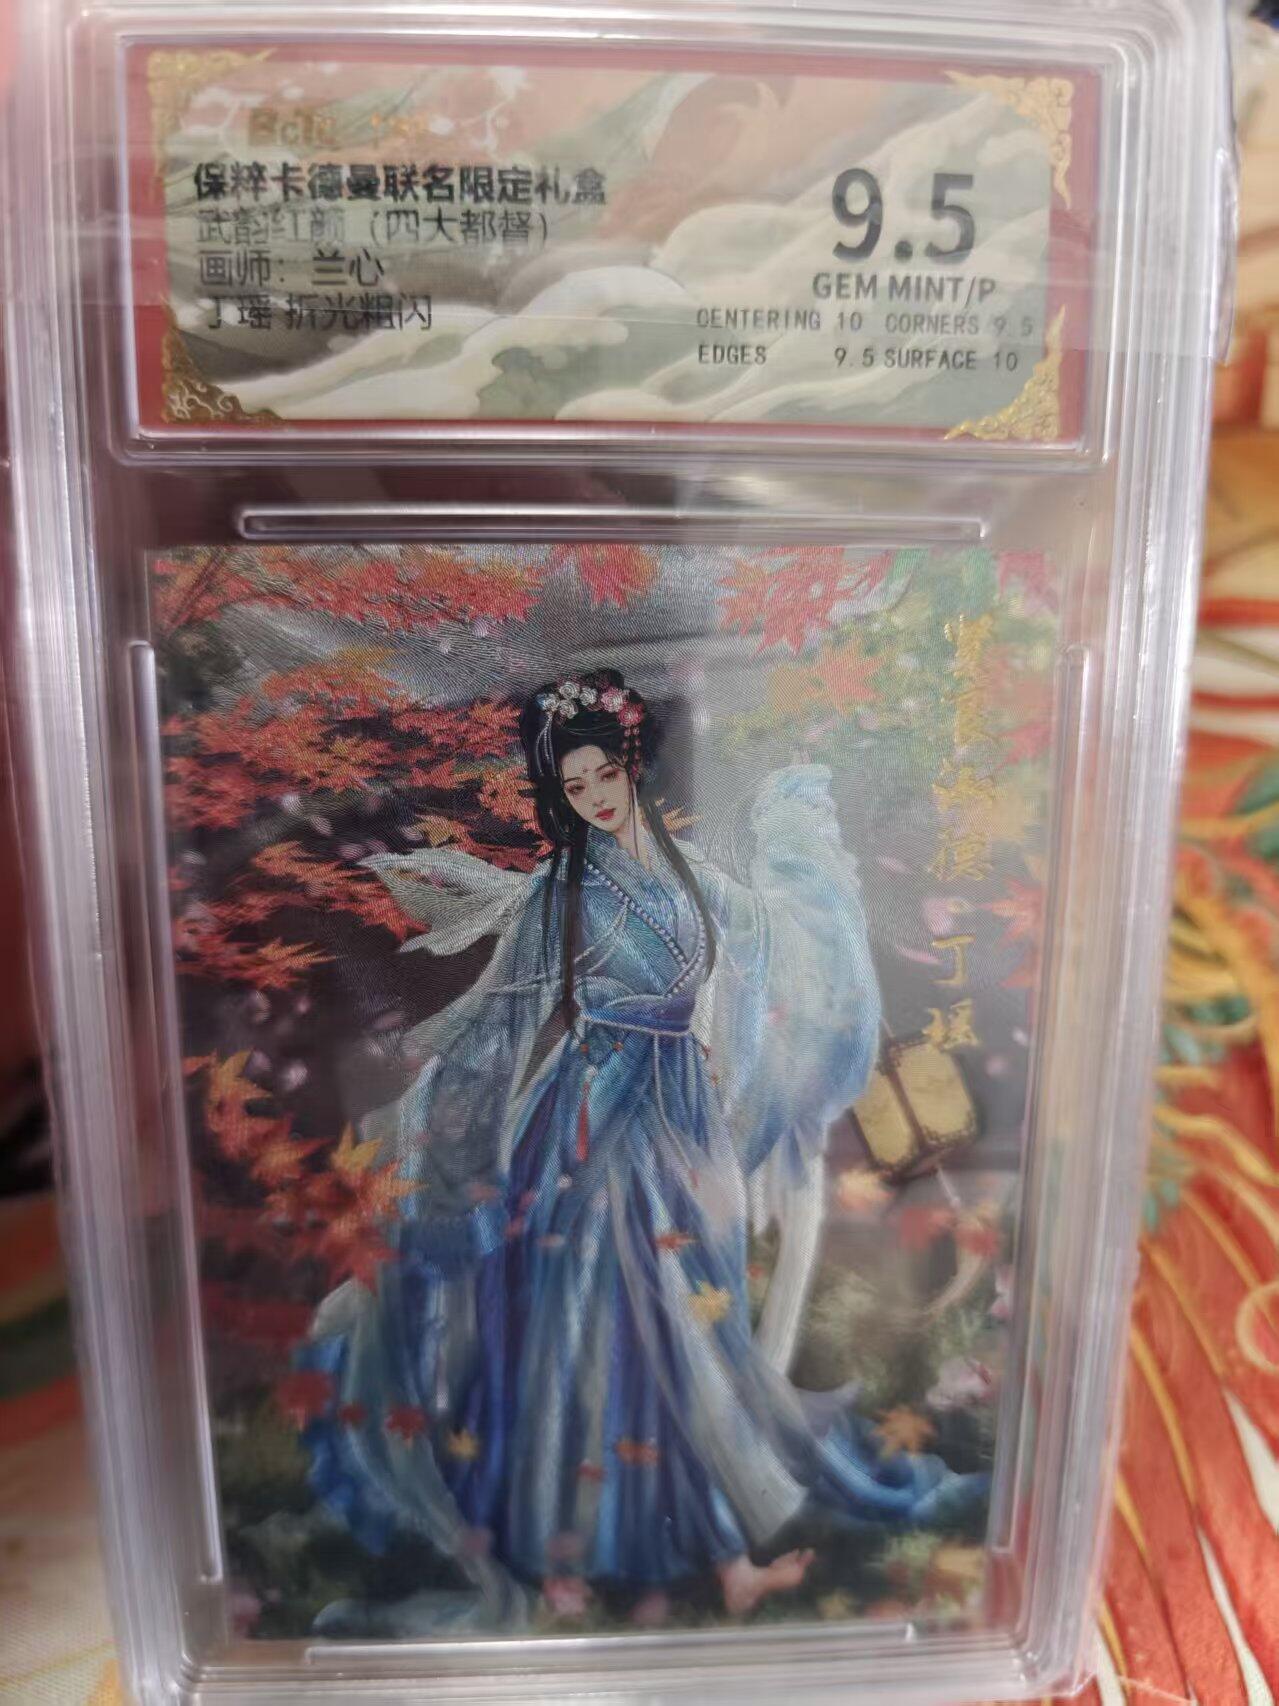 保粹卡德曼联名限定礼盒
武韵红颜（四大都督）
画师：兰心
丁瑶 折光粗闪
9.5
GEM MINT/P
CENTERING 10 CORNERS 9.5
EDGES 9.5 SURFACE 10
丁瑶